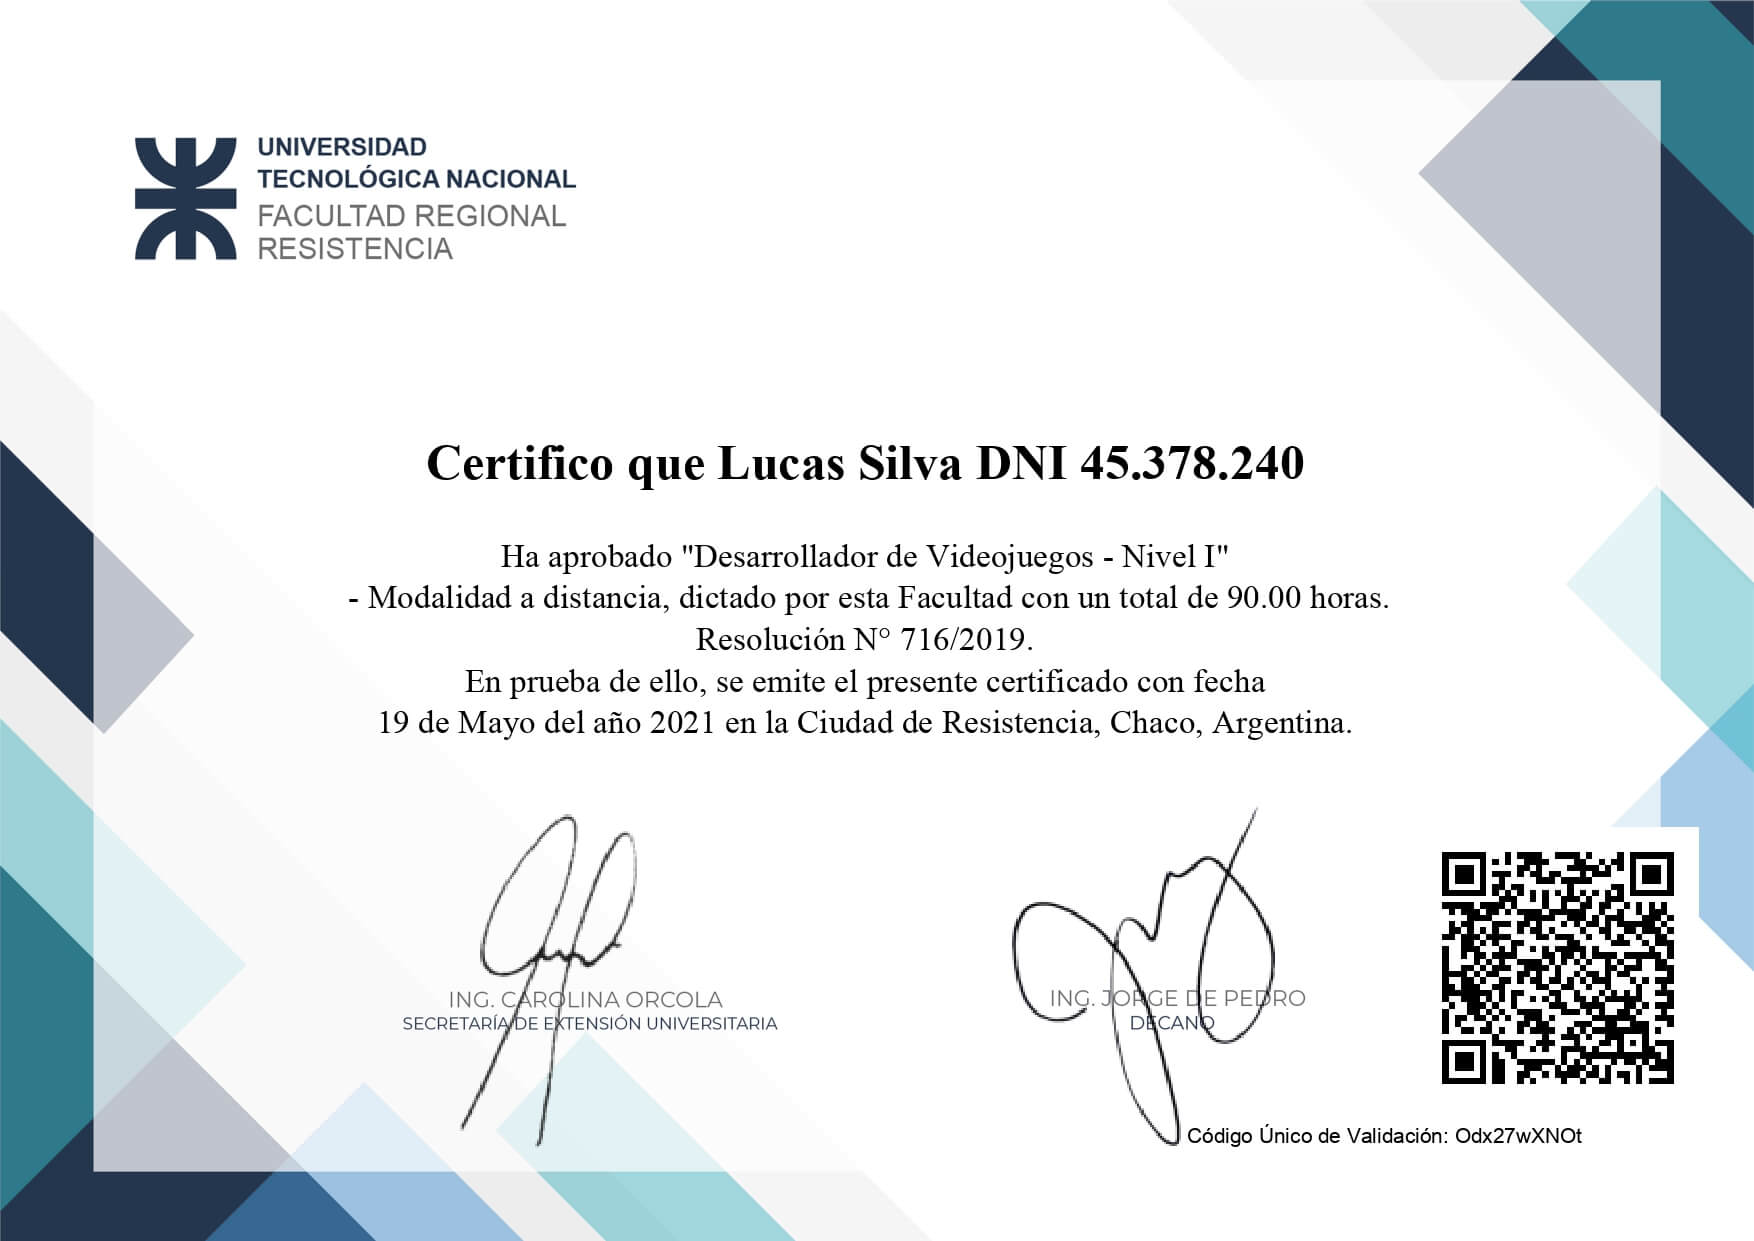 UNIVERSIDAD
TECNOLÓGICA NACIONAL
FACULTAD REGIONAL
RESISTENCIA
Certifico que Lucas Silva DNI 45.378.240
Ha aprobado "Desarrollador de Videojuegos - Nivel I"
- Modalidad a distancia, dictado por esta Facultad con un total de 90.00 horas.
Resolución N° 716/2019.
En prueba de ello, se emite el presente certificado con fecha
19 de Mayo del año 2021 en la Ciudad de Resistencia, Chaco, Argentina.
ING. CAROLINA ORCOLA
SECRETARÍA DE EXTENSIÓN UNIVERSITARIA
ING. JORGE DE PEDRO
DECANO
Código Único de Validación: Odx27wXNOt